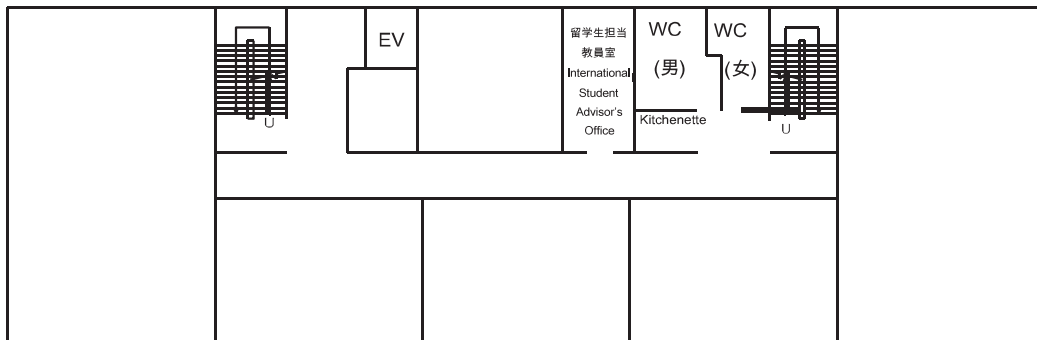 EV
留学生担当
教員室
International
Student
Advisor's
Office
WC
(男)
WC
(女)
Kitchenette
U
U